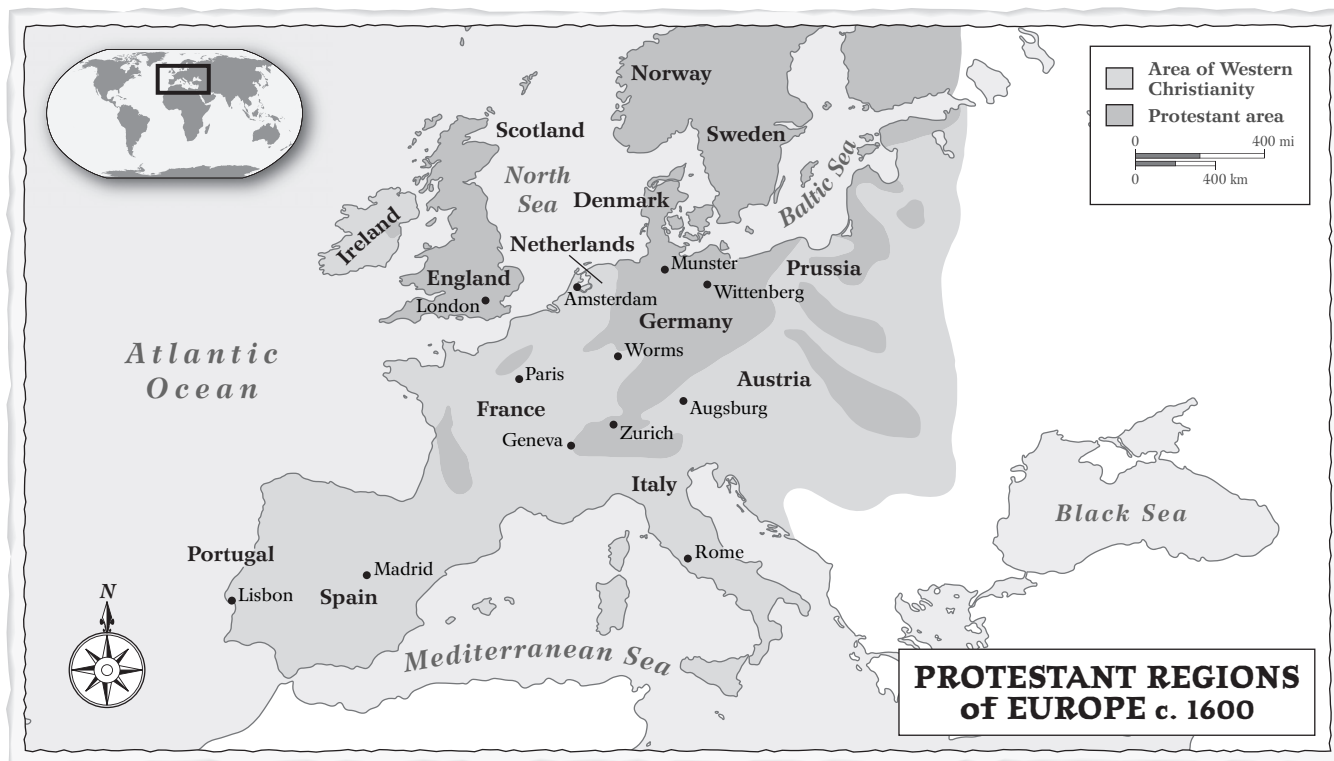 Norway
Scotland
Sweden
North
Sea
Baltic Sea
Denmark
Ireland
Netherlands
Munster
Prussia
England
Wittenberg
London
Amsterdam
Germany
Atlantic
Ocean
Worms
Paris
Austria
France
Augsburg
Geneva
Zurich
Italy
Black Sea
Portugal
Rome
Madrid
Lisbon
Spain
N
Mediterranean Sea
Area of Western
Christianity
Protestant area
0 400 mi
0 400 km
PROTESTANT REGIONS
of EUROPE c. 1600